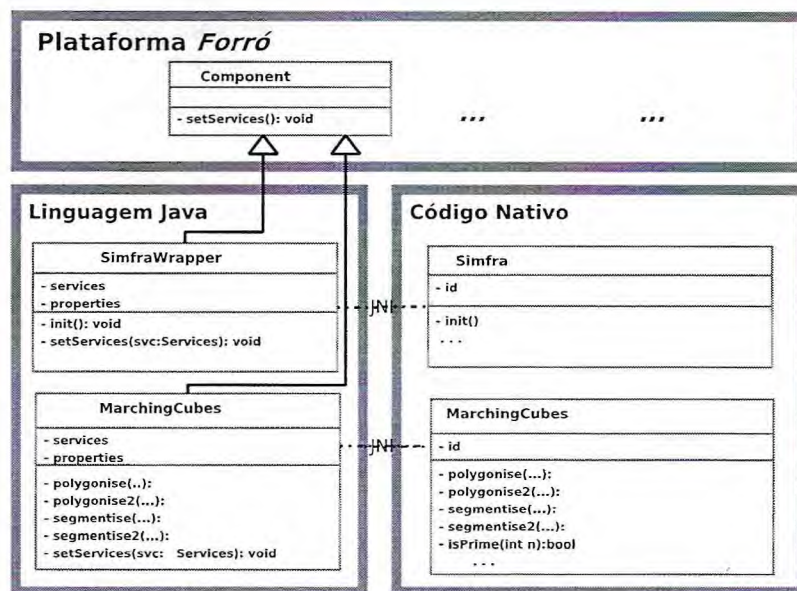 Plataforma Forró
Component
- setServices(): void
...
...
Linguagem Java
SimfraWrapper
- services
- properties
- init(): void
- setServices(svc:Services): void
MarchingCubes
- services
- properties
- polygonise(..):
- polygonise2(...):
- segmentise(...):
- segmentise2(...):
- setServices(svc: Services): void
JNI
JNI
Código Nativo
Simfra
- id
- init()
...
MarchingCubes
- id
- polygonise(...):
- polygonise2(...):
- segmentise(...):
- segmentise2(...):
- isPrime(int n):bool
...